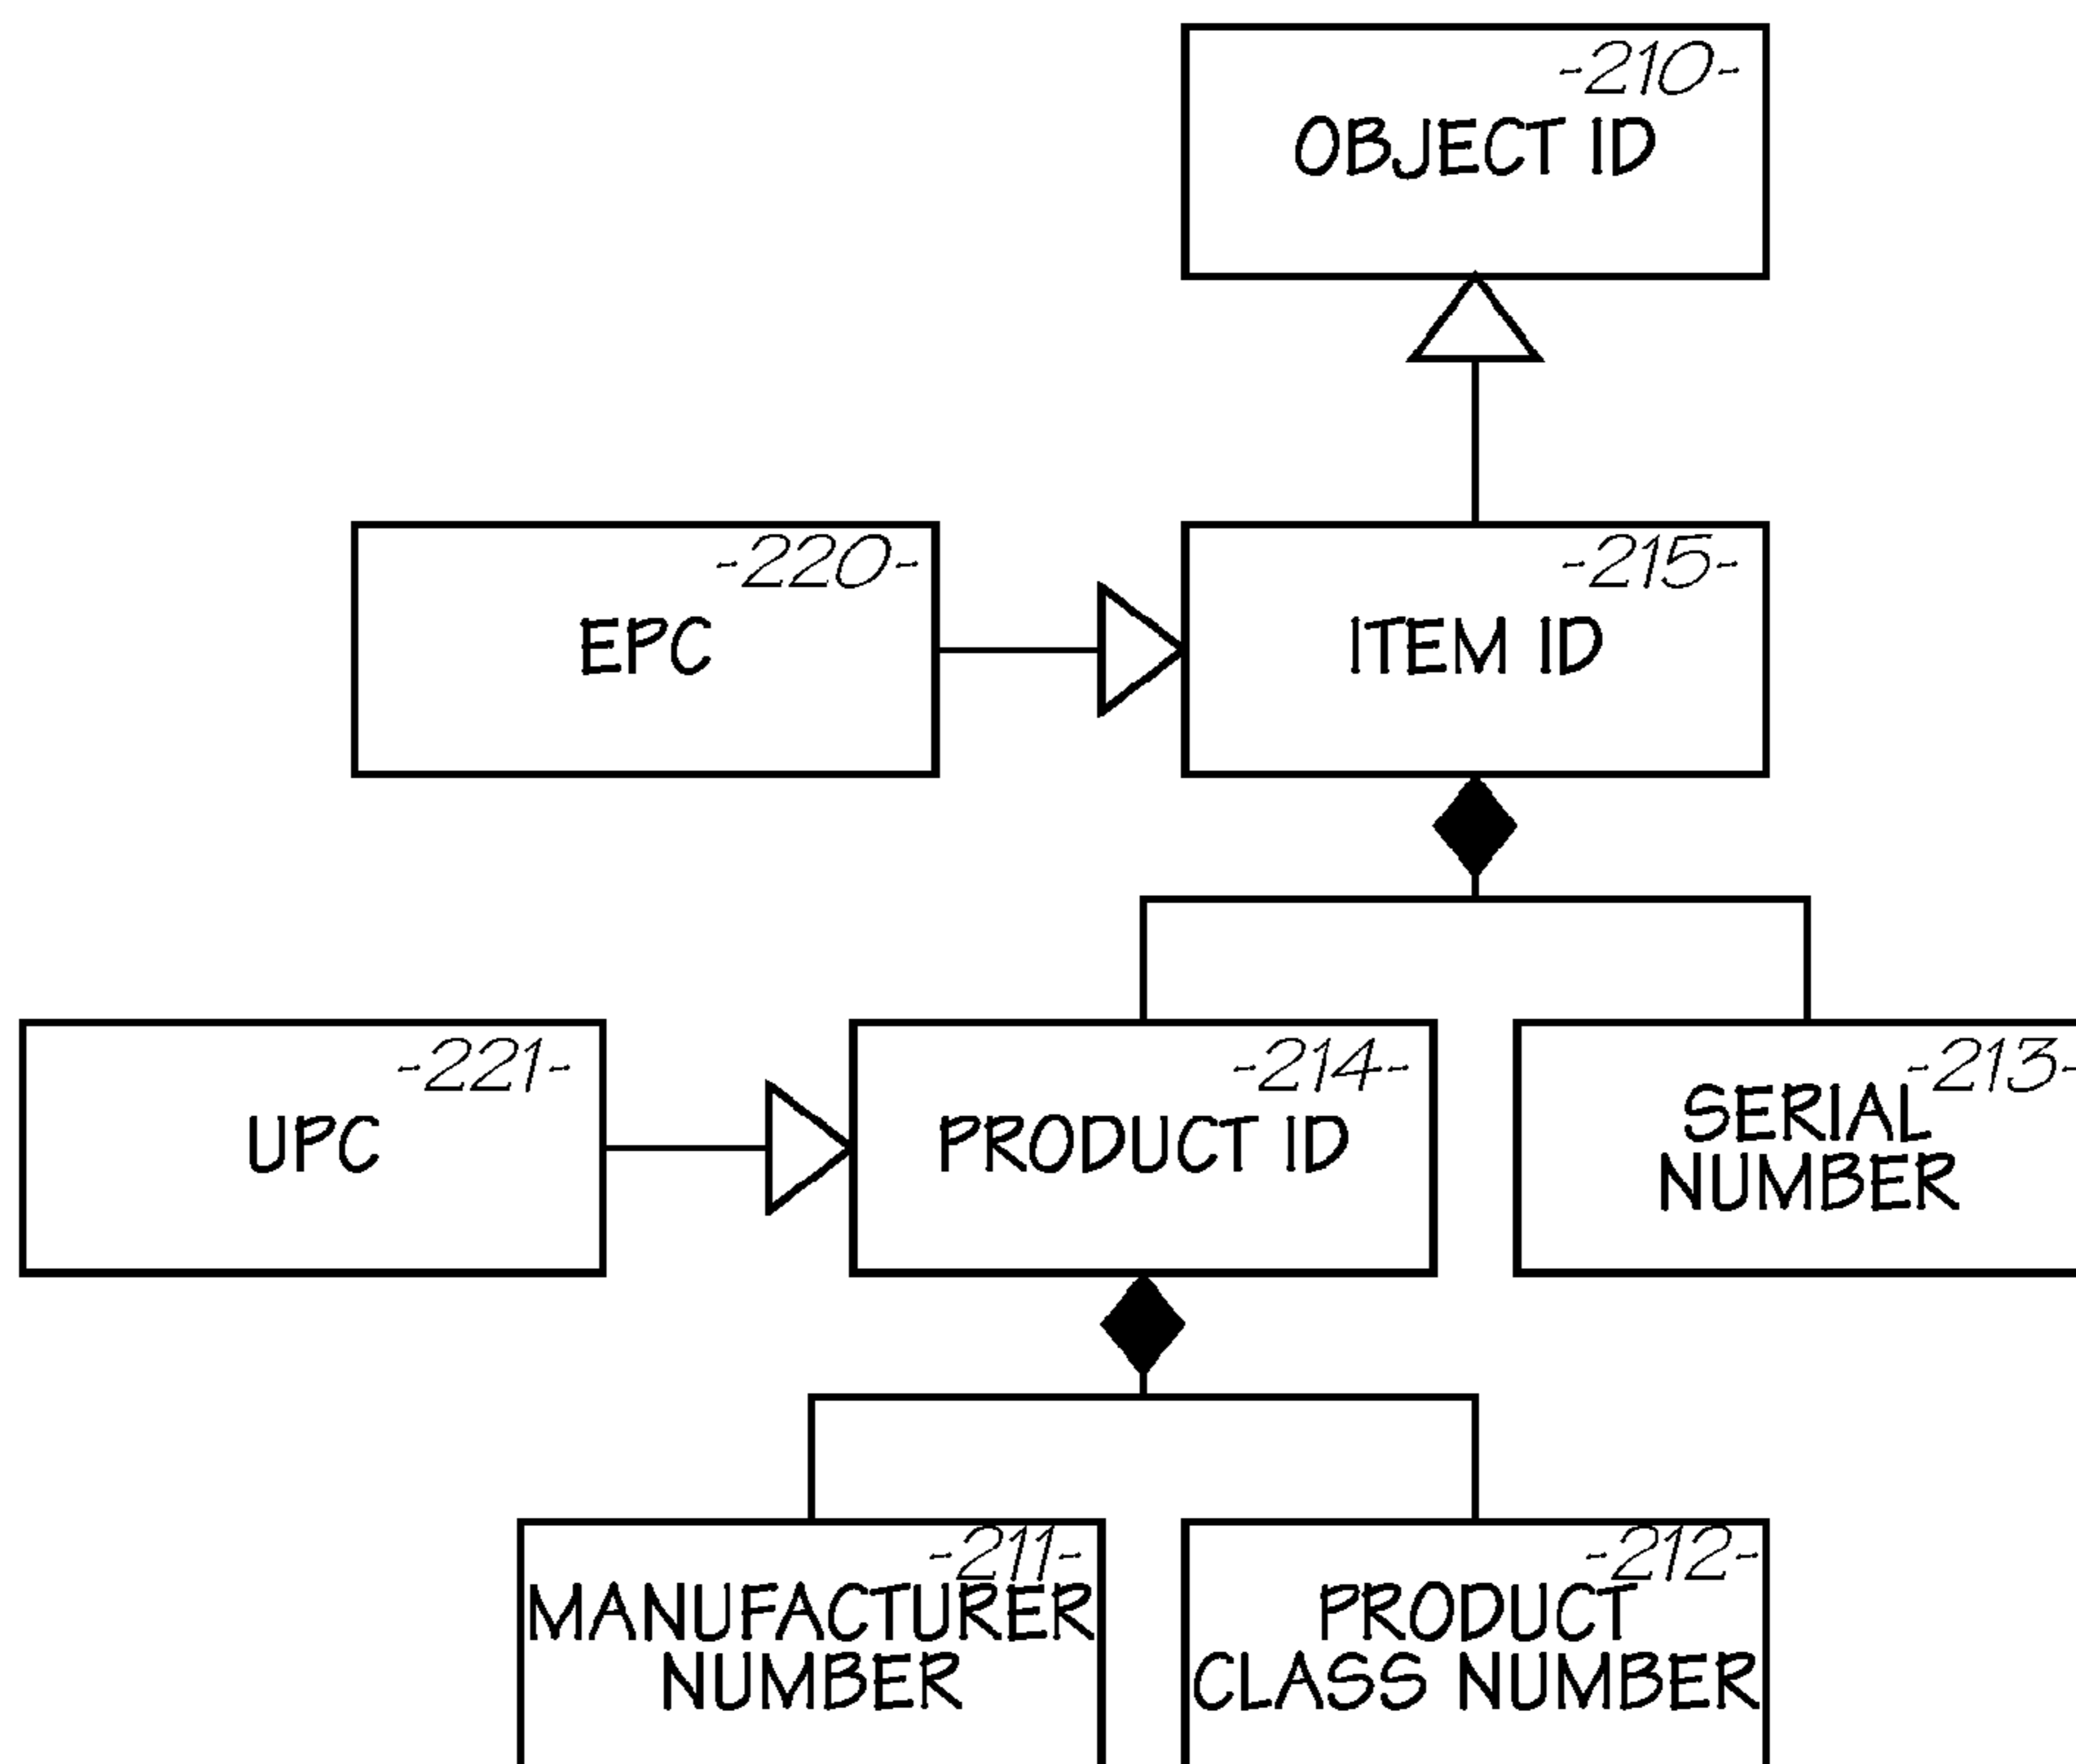 -210-
OBJECT ID
-220-
EPC
-215-
ITEM ID
-221-
UPC
-214-
PRODUCT ID
-213-
SERIAL
NUMBER
-211-
MANUFACTURER
NUMBER
-212-
PRODUCT
CLASS NUMBER